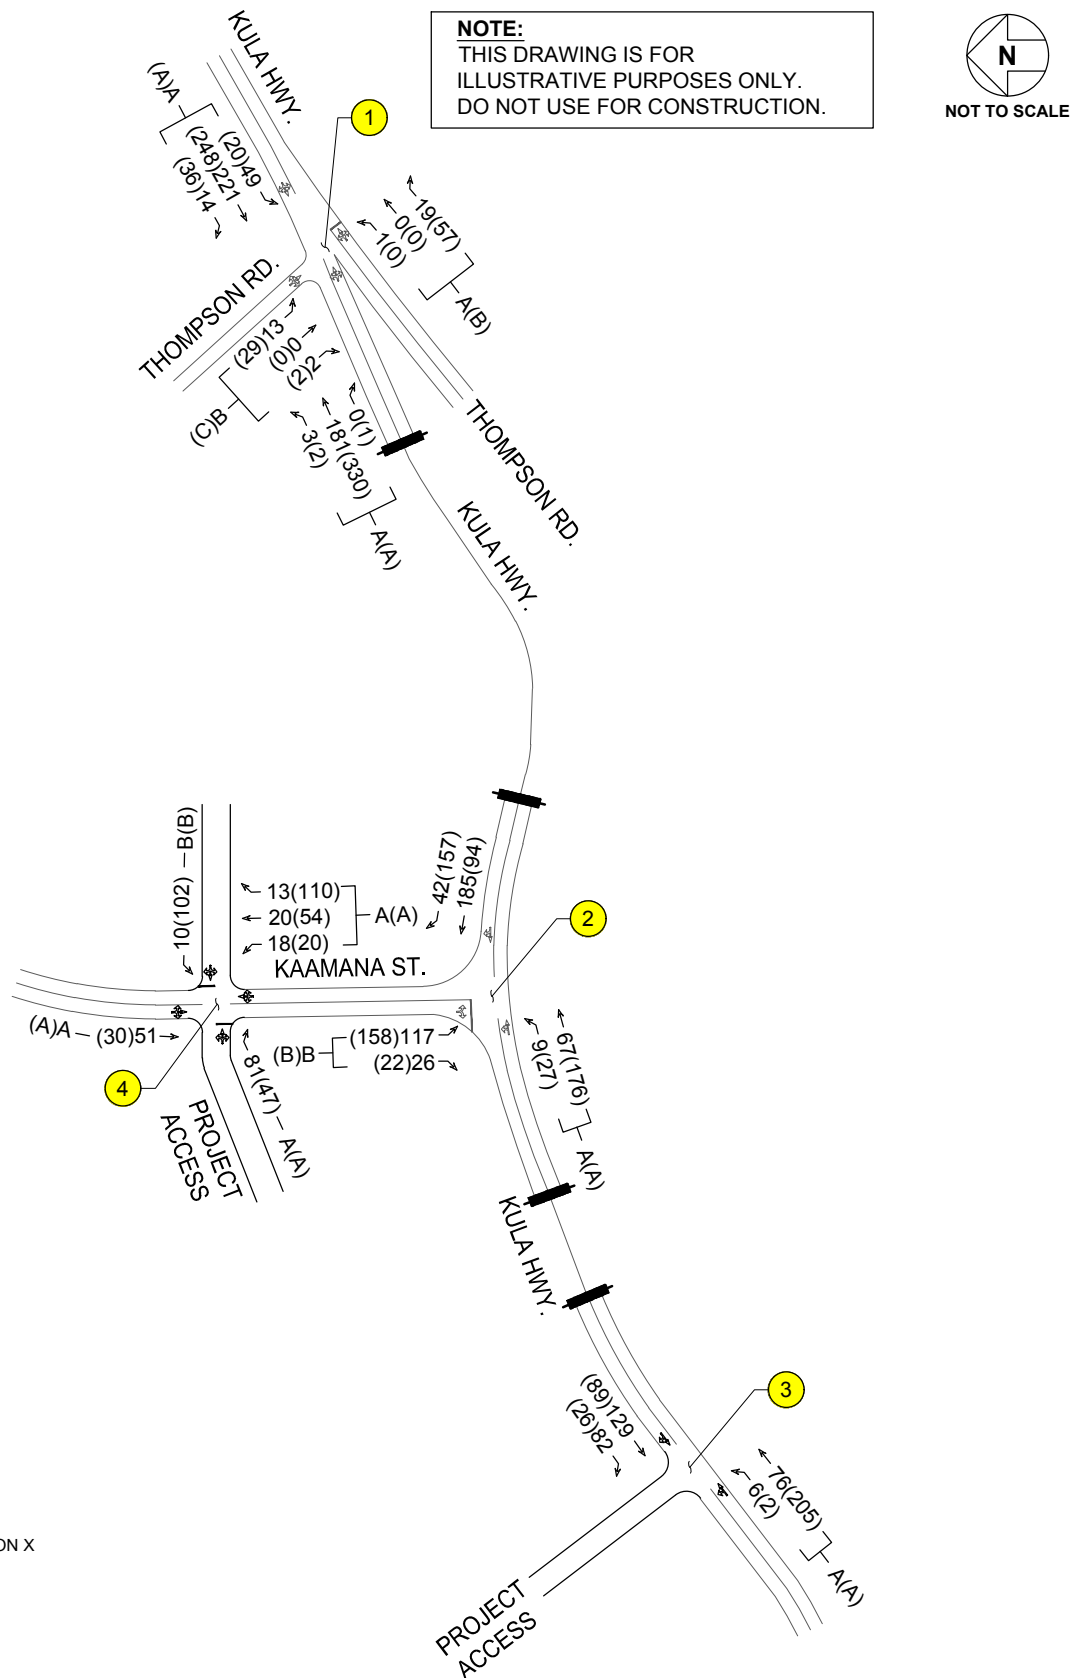 NOTE:
THIS DRAWING IS FOR
ILLUSTRATIVE PURPOSES ONLY.
DO NOT USE FOR CONSTRUCTION.
N
NOT TO SCALE
KULA HWY.
1
(A)A
(20)49
(248)221
(36)14
19(57)
0(0)
1(0)
A(B)
THOMPSON RD.
(29)13
(0)0
(2)2
(C)B
0(1)
181(330)
3(2)
A(A)
THOMPSON RD.
KULA HWY.
10(102)
B(B)
13(110)
20(54)
18(20)
A(A)
42(157)
185(94)
2
KAAMANA ST.
(A)A
(30)51
(B)B
(158)117
(22)26
67(176)
9(27)
A(A)
4
81(47)
A(A)
PROJECT
ACCESS
KULA HWY.
(89)129
(26)82
3
76(205)
6(2)
A(A)
ON X
PROJECT
ACCESS